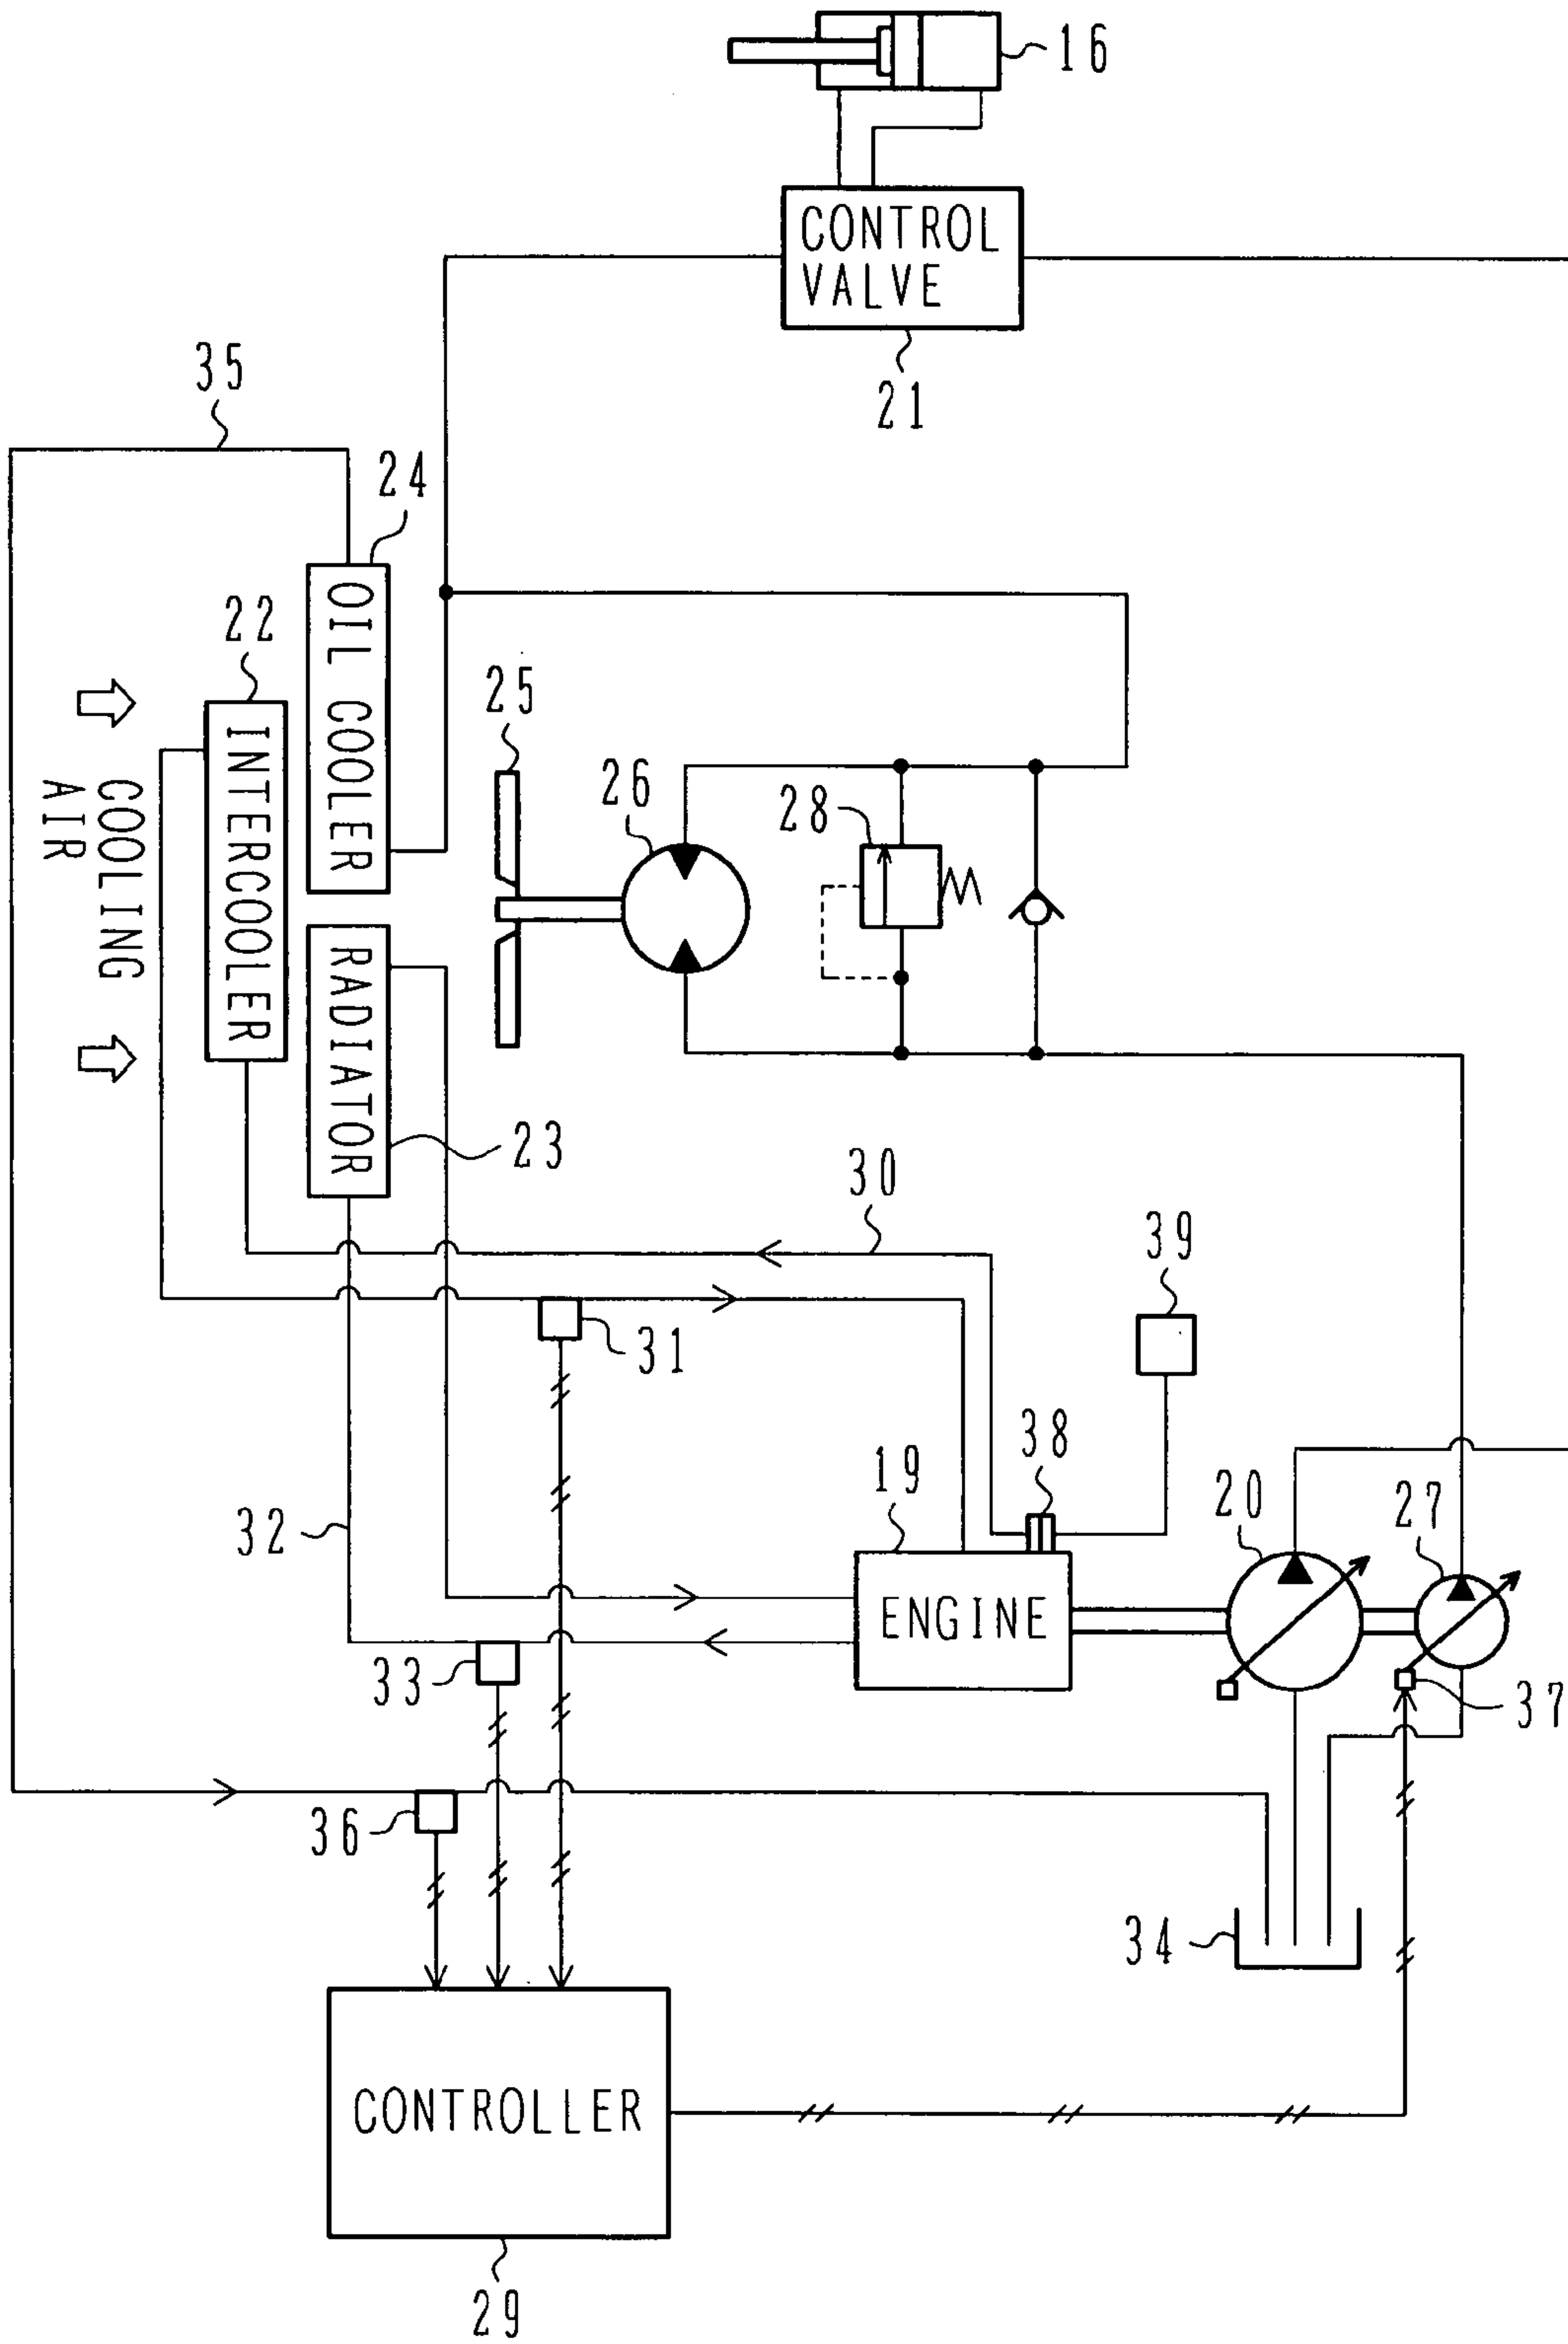 16
CONTROL
VALVE
21
35
24
OIL COOLER
22
INTERCOOLER
COOLING
AIR
25
26
28
RADIATOR
23
30
39
31
38
19
20
27
32
ENGINE
33
37
36
34
CONTROLLER
29